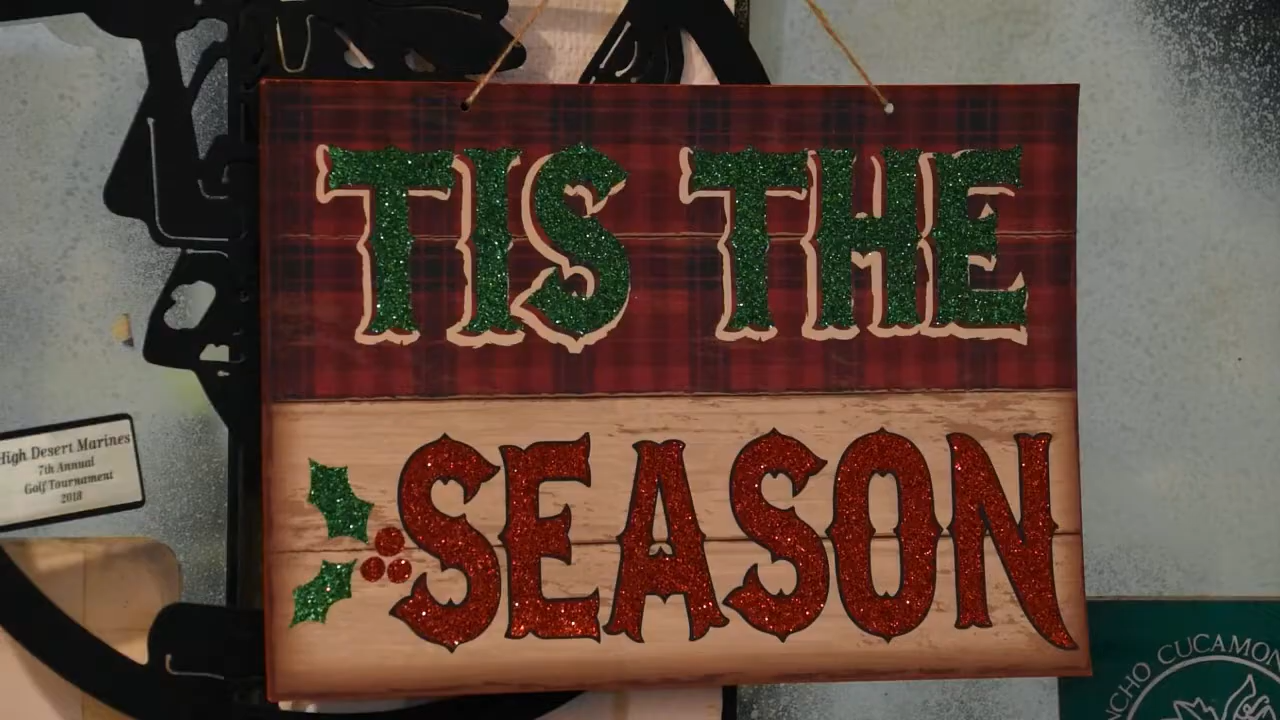 TIS THE
SEASON
High Desert Marines
7th Annual
Golf Tournament
2018